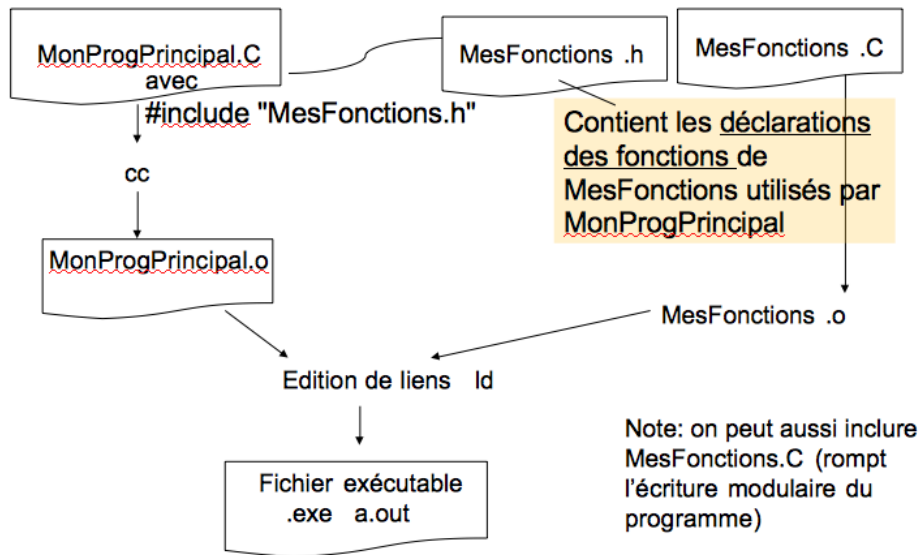 MonProgPrincipal.C
avec
#include "MesFonctions.h"
MesFonctions .h
MesFonctions .C
Contient les déclarations
des fonctions de
MesFonctions utilisés par
MonProgPrincipal
cc
MonProgPrincipal.o
MesFonctions .o
Edition de liens ld
Fichier exécutable
.exe a.out
Note: on peut aussi inclure
MesFonctions.C (rompt
l'écriture modulaire du
programme)